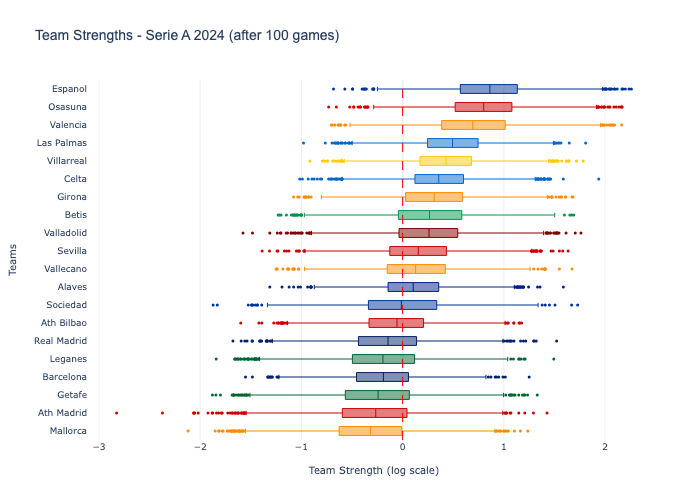 Team Strengths - Serie A 2024 (after 100 games)
Espanol
Osasuna
Valencia
Las Palmas
Villarreal
Celta
Girona
Betis
Valladolid
Sevilla
Vallecano
Alaves
Sociedad
Ath Bilbao
Real Madrid
Leganes
Barcelona
Getafe
Ath Madrid
Mallorca
Teams
−3 −2 −1 0 1 2
Team Strength (log scale)